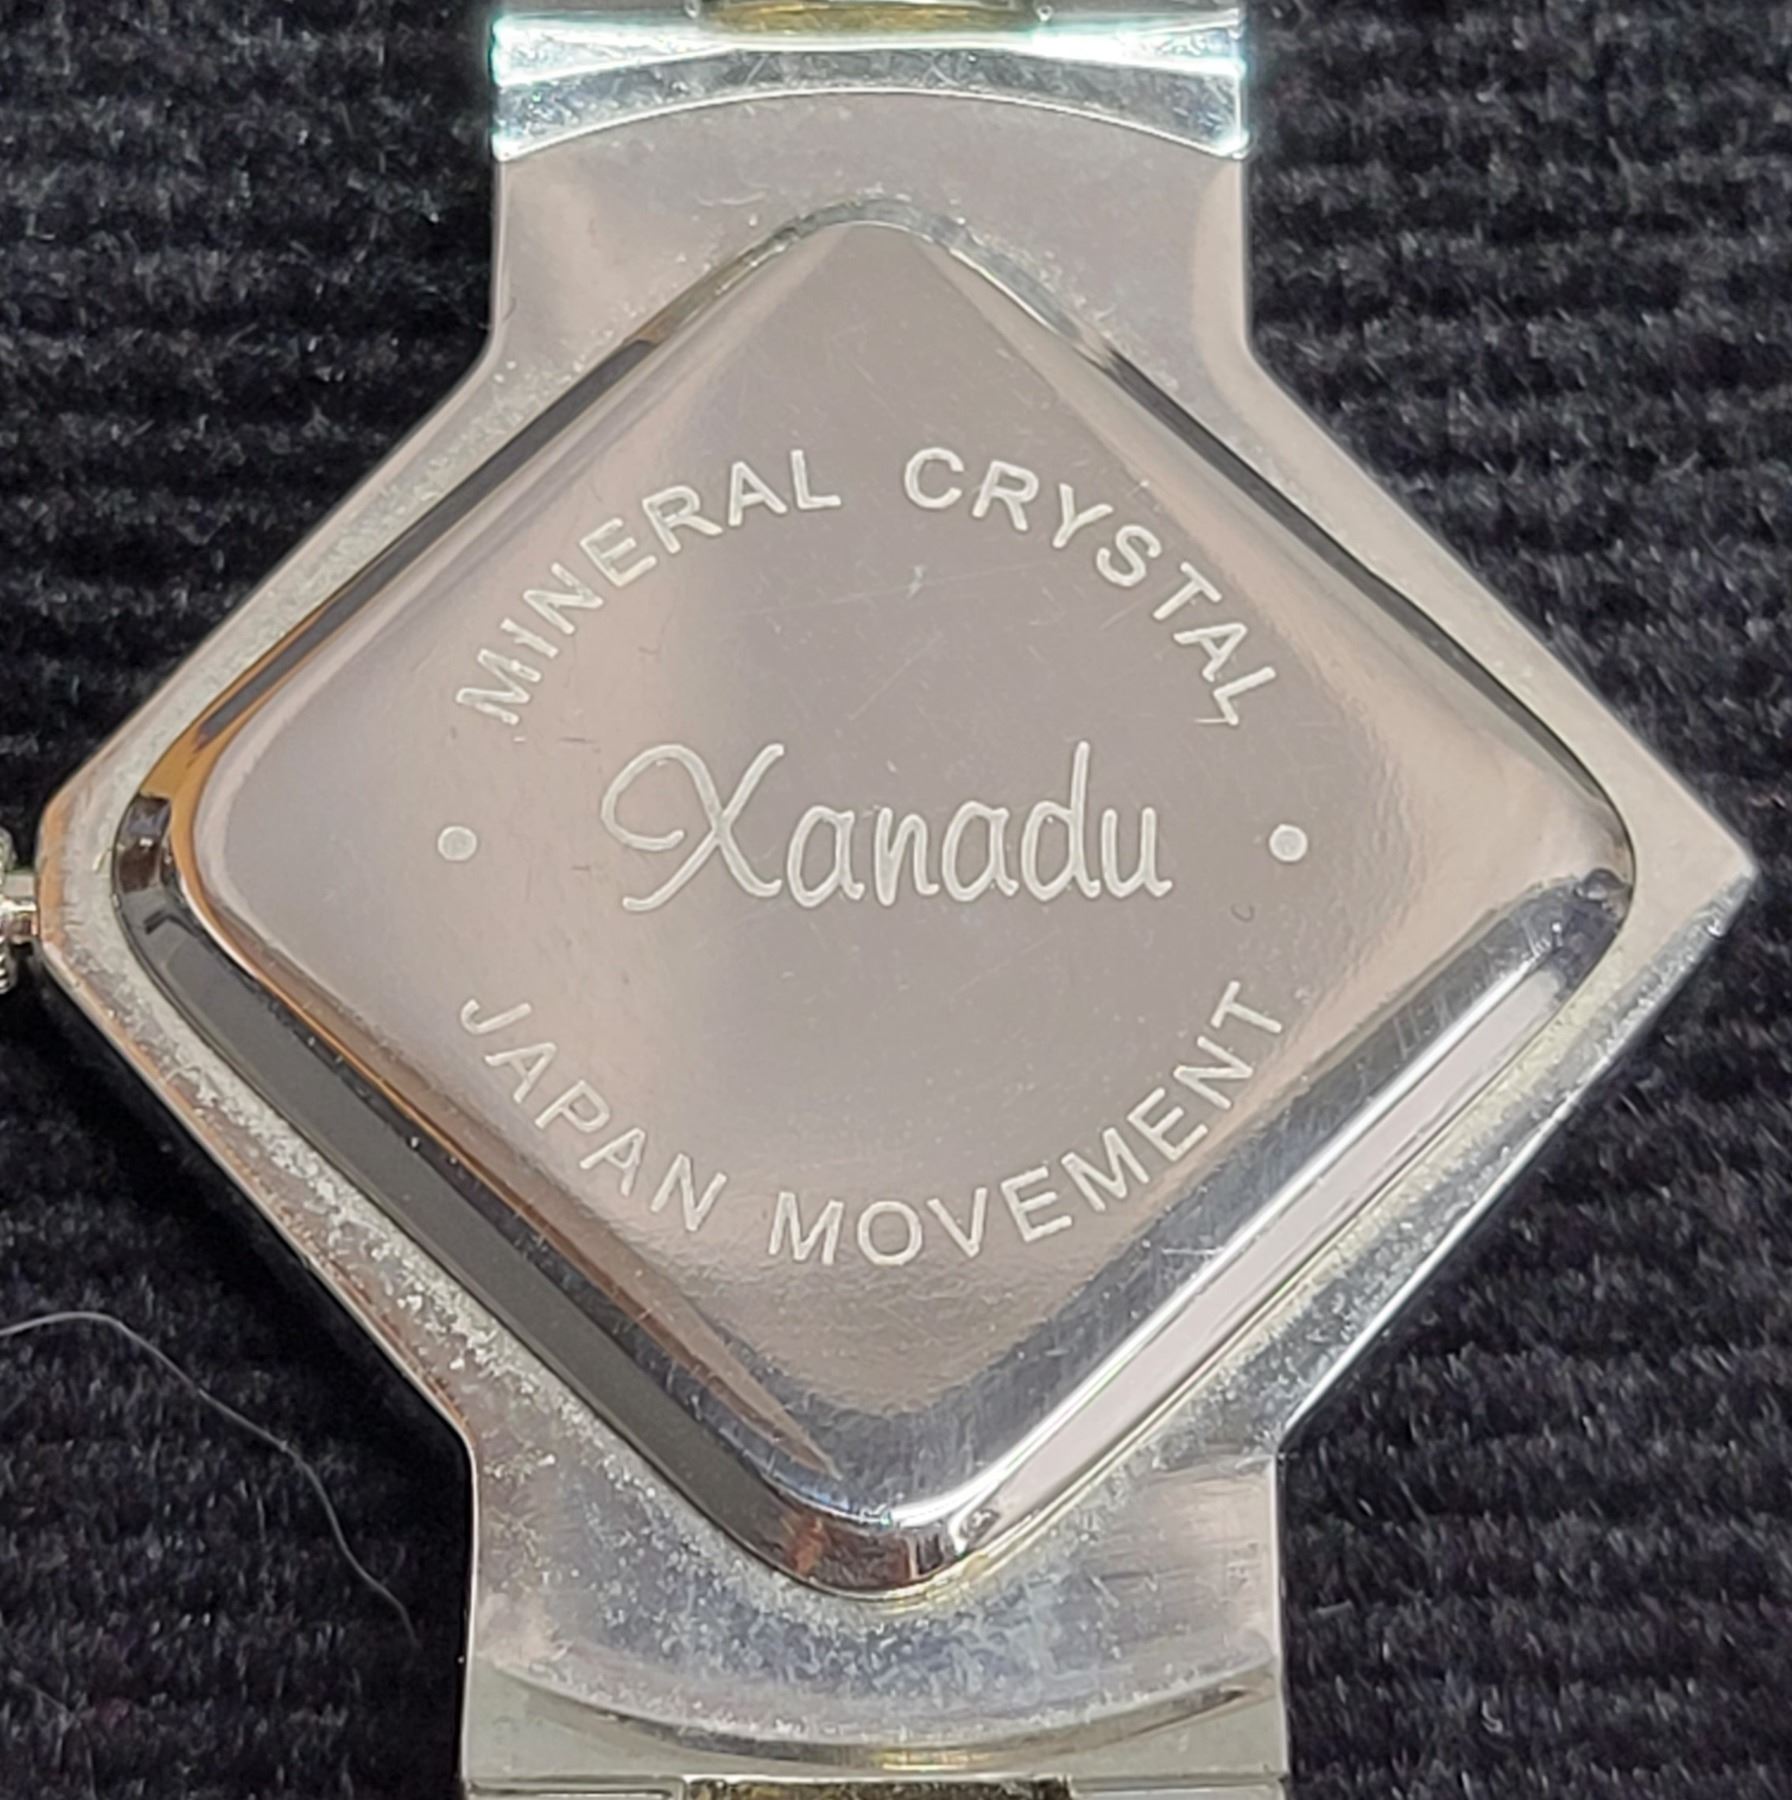 MINERAL CRYSTAL
• Xanadu •
JAPAN MOVEMENT